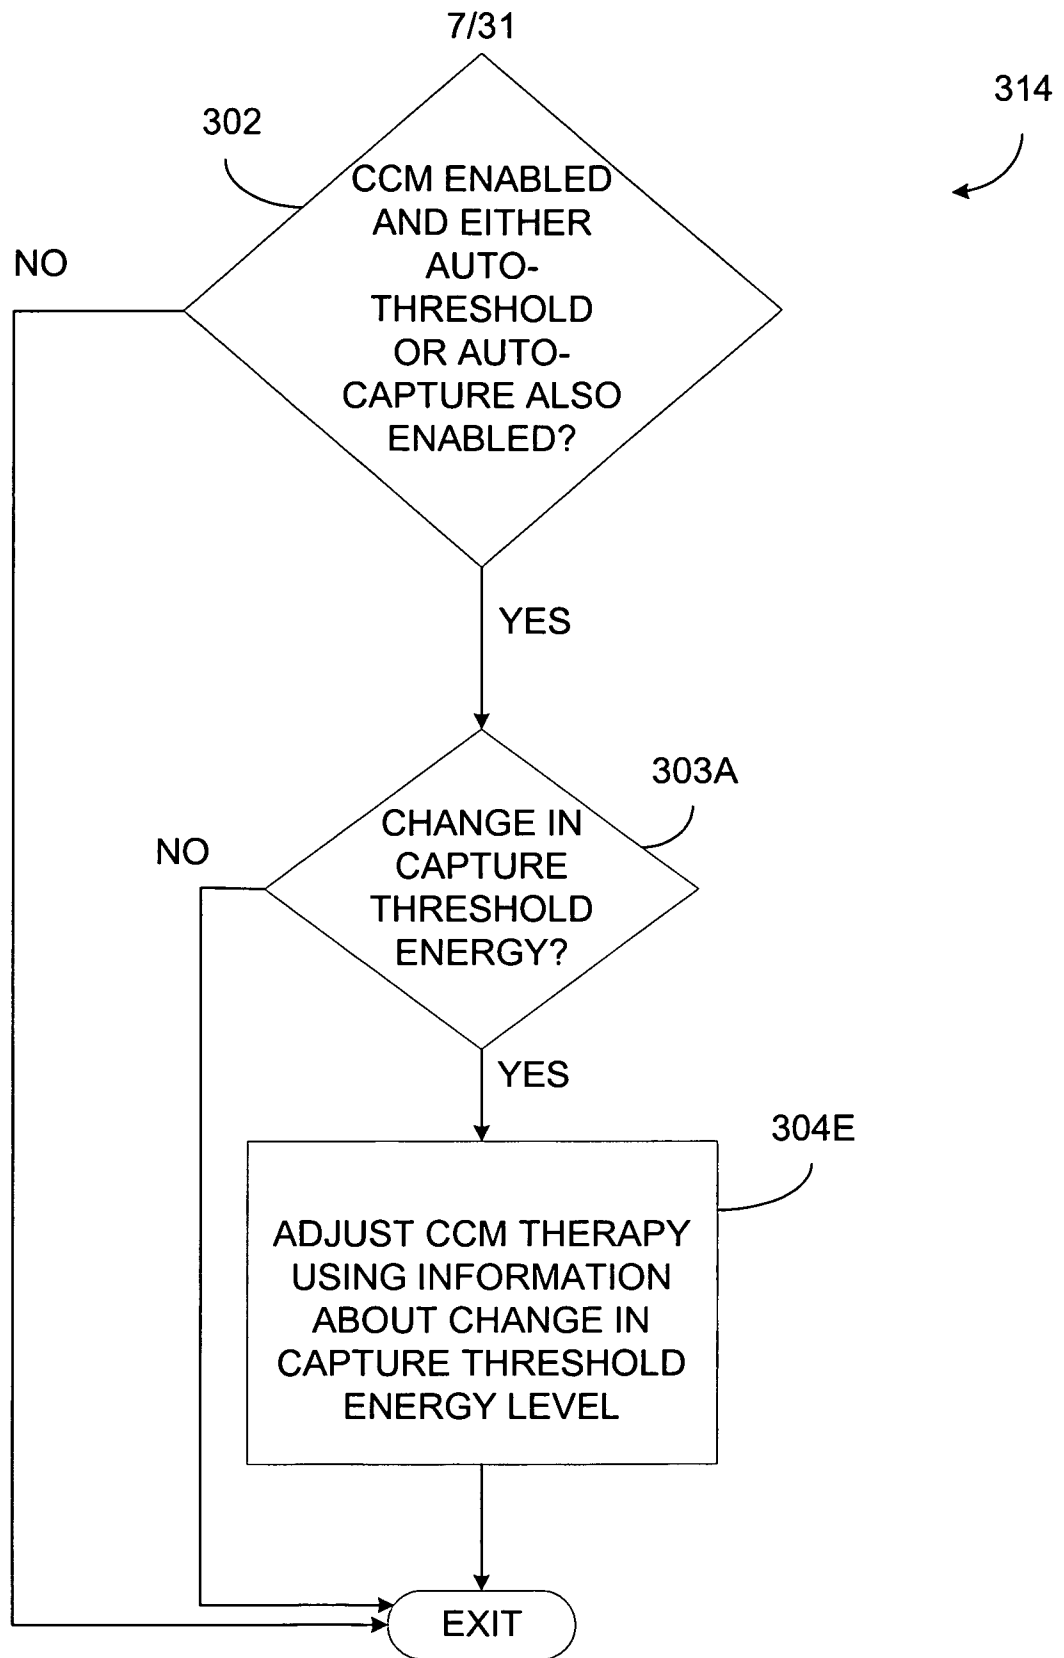 7/31
314
302
CCM ENABLED
AND EITHER
AUTO-
THRESHOLD
OR AUTO-
CAPTURE ALSO
ENABLED?
NO
YES
303A
CHANGE IN
CAPTURE
THRESHOLD
ENERGY?
NO
YES
304E
ADJUST CCM THERAPY
USING INFORMATION
ABOUT CHANGE IN
CAPTURE THRESHOLD
ENERGY LEVEL
EXIT